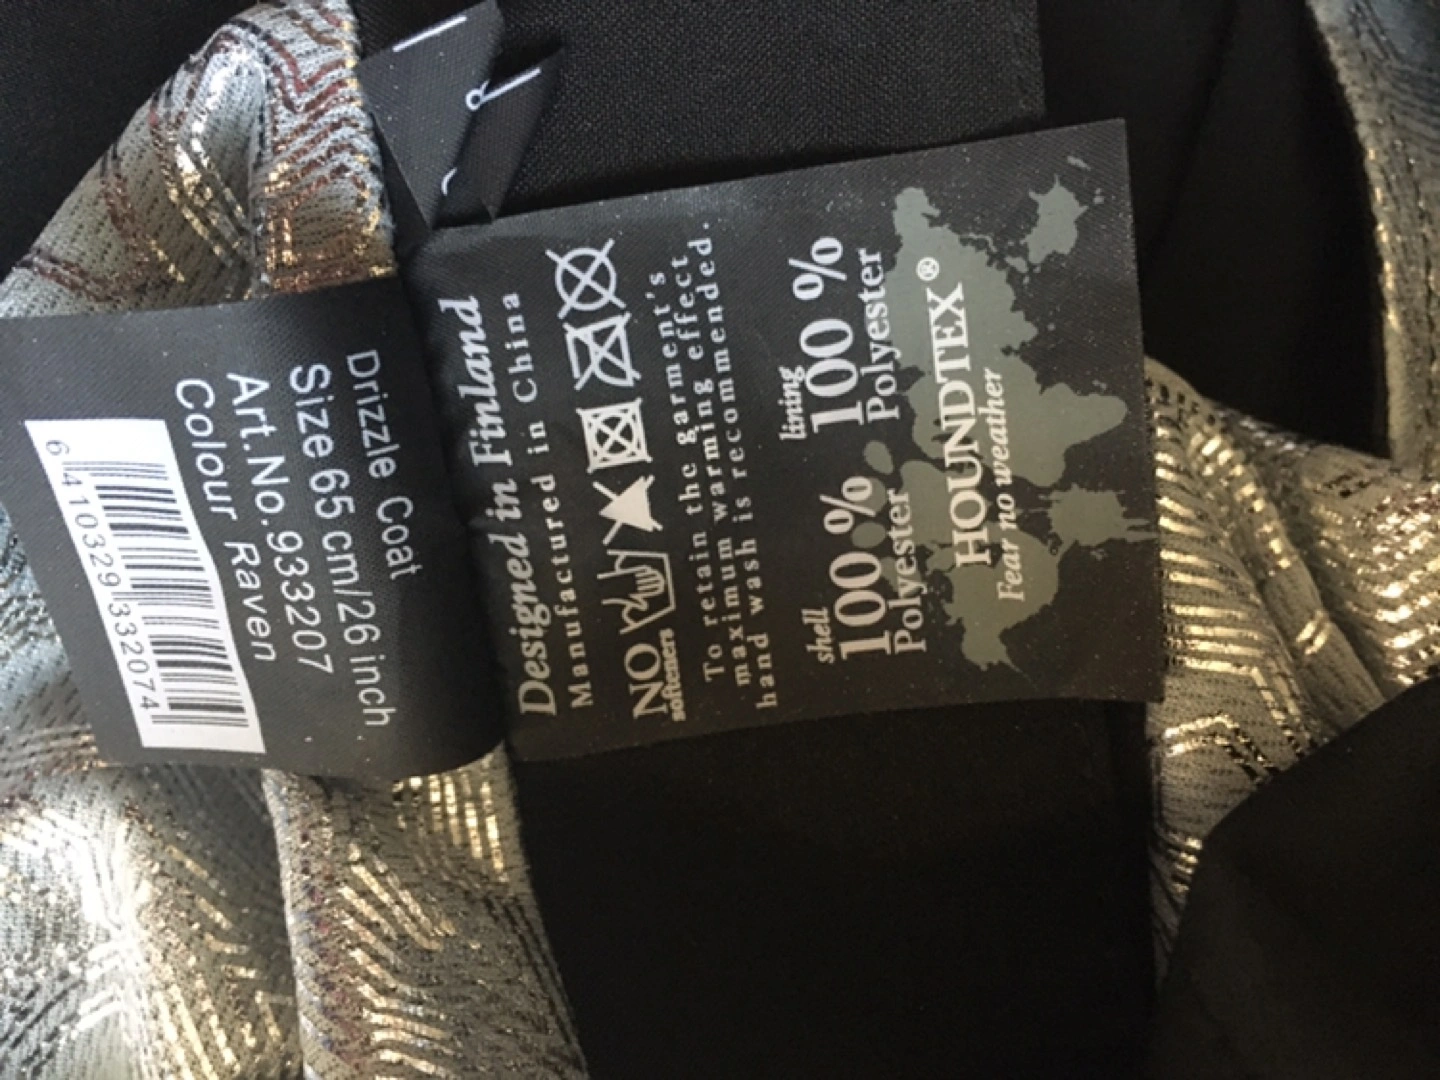 HOUNDTEX®
Fear no weather
shell
100 %
Polyester
lining
100 %
Polyester
To retain the garment's
maximum warming effect
hand wash is recommended.
NO
softeners
Designed in Finland
Manufactured in China
Drizzle Coat
Size 65 cm/26 inch
Art.No.933207
Colour Raven
6 410329 332074